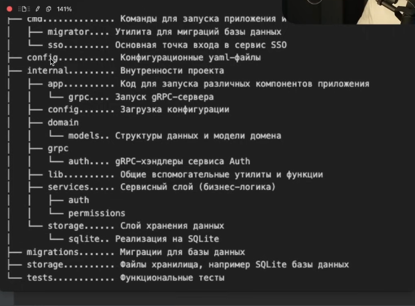 141%
├── cmd.............. Команды для запуска приложения и
│   ├── migrator.... Утилита для миграций базы данных
│   └── sso......... Основная точка входа в сервис SSO
├── config........... Конфигурационные yaml-файлы
├── internal......... Внутренности проекта
│   ├── app.......... Код для запуска различных компонентов приложения
│   │   └── grpc.... Запуск gRPC-сервера
│   ├── config....... Загрузка конфигурации
│   ├── domain
│   │   └── models.. Структуры данных и модели домена
│   ├── grpc
│   │   └── auth.... gRPC-хэндлеры сервиса Auth
│   ├── lib.......... Общие вспомогательные утилиты и функции
│   ├── services..... Сервисный слой (бизнес-логика)
│   │   ├── auth
│   │   └── permissions
│   └── storage...... Слой хранения данных
│       └── sqlite.. Реализация на SQLite
├── migrations....... Миграции для базы данных
├── storage.......... Файлы хранилища, например SQLite базы данных
└── tests............ Функциональные тесты